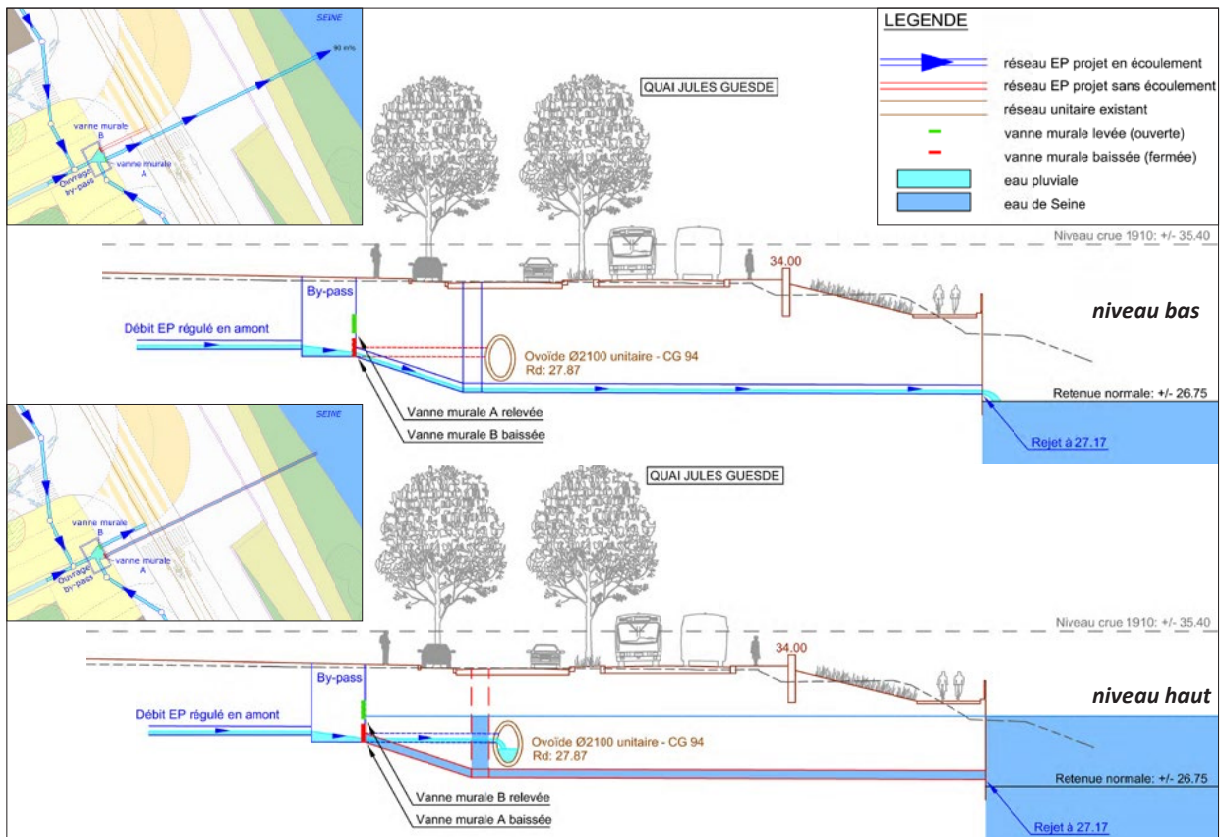 SEINE
90 m³/s
vanne murale
B
vanne murale
A
Ouvrage
by-pass
QUAI JULES GUESDE
LEGENDE
réseau EP projet en écoulement
réseau EP projet sans écoulement
réseau unitaire existant
vanne murale levée (ouverte)
vanne murale baissée (fermée)
eau pluviale
eau de Seine
Niveau crue 1910: +/- 35.40
34.00
By-pass
niveau bas
Débit EP régulé en amont
Ovoïde Ø2100 unitaire - CG 94
Rd: 27.87
Retenue normale: +/- 26.75
Vanne murale A relevée
Vanne murale B baissée
Rejet à 27.17
SEINE
vanne murale
B
vanne murale
A
Ouvrage
by-pass
QUAI JULES GUESDE
Niveau crue 1910: +/- 35.40
34.00
By-pass
niveau haut
Débit EP régulé en amont
Ovoïde Ø2100 unitaire - CG 94
Rd: 27.87
Retenue normale: +/- 26.75
Vanne murale B relevée
Vanne murale A baissée
Rejet à 27.17